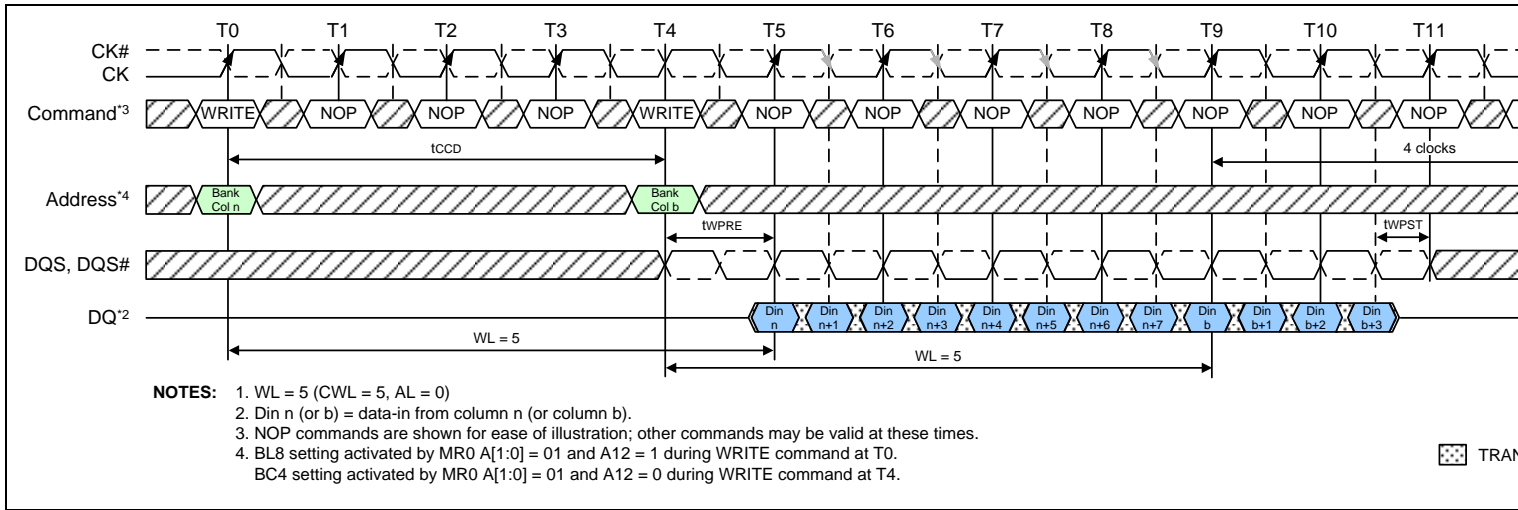 T0 T1 T2 T3 T4 T5 T6 T7 T8 T9 T10 T11
CK#
CK
Command*3 WRITE NOP NOP NOP WRITE NOP NOP NOP NOP NOP NOP NOP
tCCD 4 clocks
Address*4 Bank Col n Bank Col b
tWPRE tWPST
DQS, DQS#
DQ*2 Din n Din n+1 Din n+2 Din n+3 Din n+4 Din n+5 Din n+6 Din n+7 Din b Din b+1 Din b+2 Din b+3
WL = 5 WL = 5
NOTES: 1. WL = 5 (CWL = 5, AL = 0)
2. Din n (or b) = data-in from column n (or column b).
3. NOP commands are shown for ease of illustration; other commands may be valid at these times.
4. BL8 setting activated by MR0 A[1:0] = 01 and A12 = 1 during WRITE command at T0.
BC4 setting activated by MR0 A[1:0] = 01 and A12 = 0 during WRITE command at T4.
TRAN